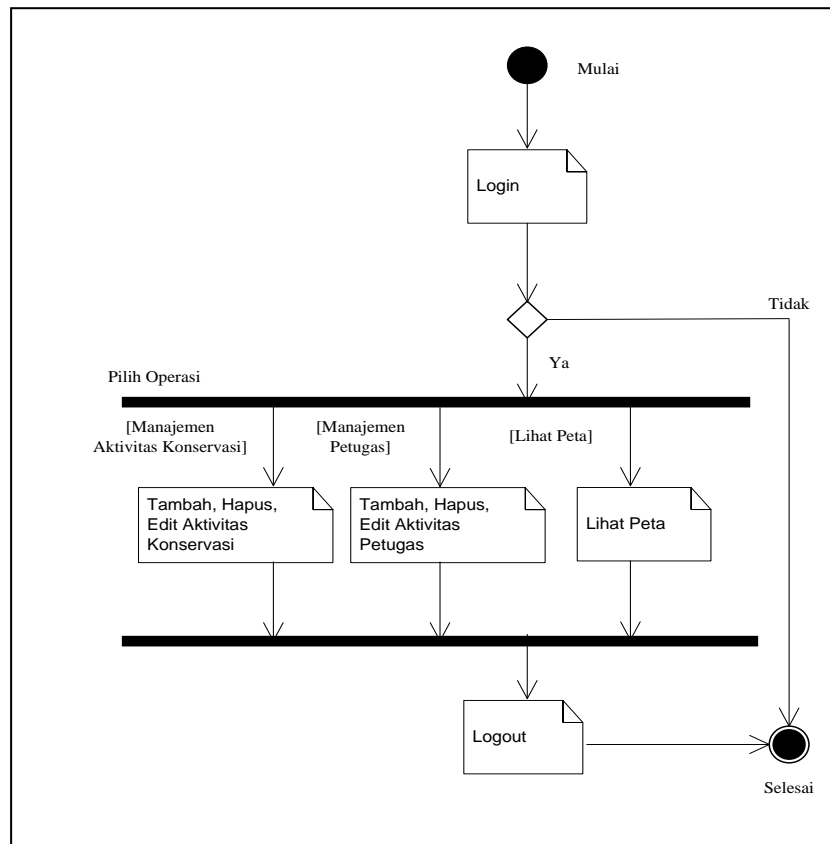 Mulai
Login
Tidak
Ya
Pilih Operasi
[Manajemen
Aktivitas Konservasi]
[Manajemen
Petugas]
[Lihat Peta]
Tambah, Hapus,
Edit Aktivitas
Konservasi
Tambah, Hapus,
Edit Aktivitas
Petugas
Lihat Peta
Logout
Selesai